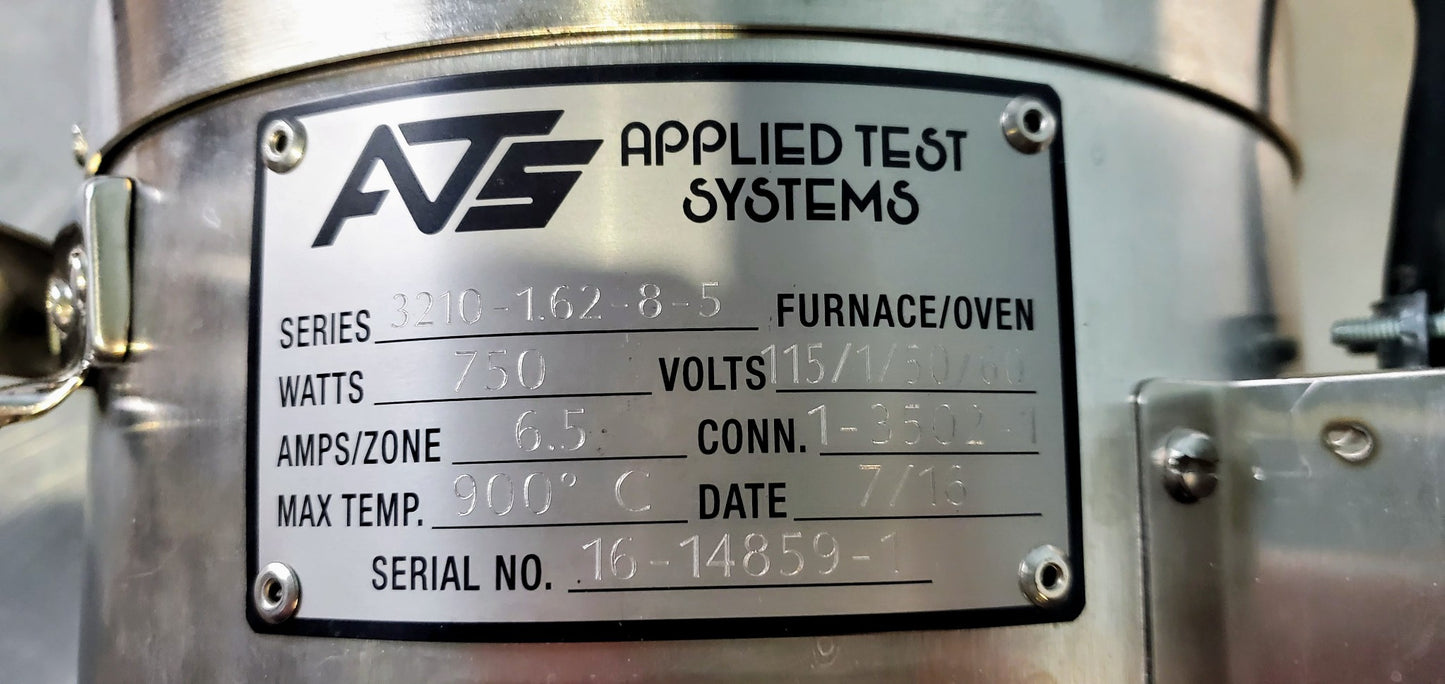 ATS APPLIED TEST
SYSTEMS
SERIES 3210-1.62-8-5 FURNACE/OVEN
WATTS 750 VOLTS 115/1/50/60
AMPS/ZONE 6.5 CONN. 1-3502-1
MAX TEMP. 900° C DATE 7/16
SERIAL NO. 16-14859-1